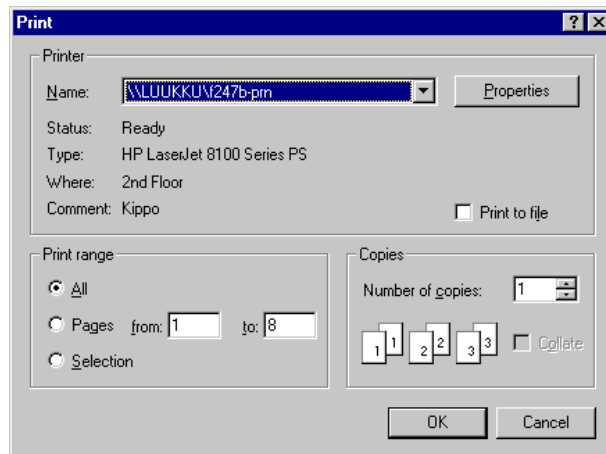 Print
Printer
Name: \\LUUKKU\f247b-prn Properties
Status: Ready
Type: HP LaserJet 8100 Series PS
Where: 2nd Floor
Comment: Kippo
Print to file
Print range
All
Pages from: 1 to: 8
Selection
Copies
Number of copies: 1
1 1 2 2 3 3 Collate
OK Cancel